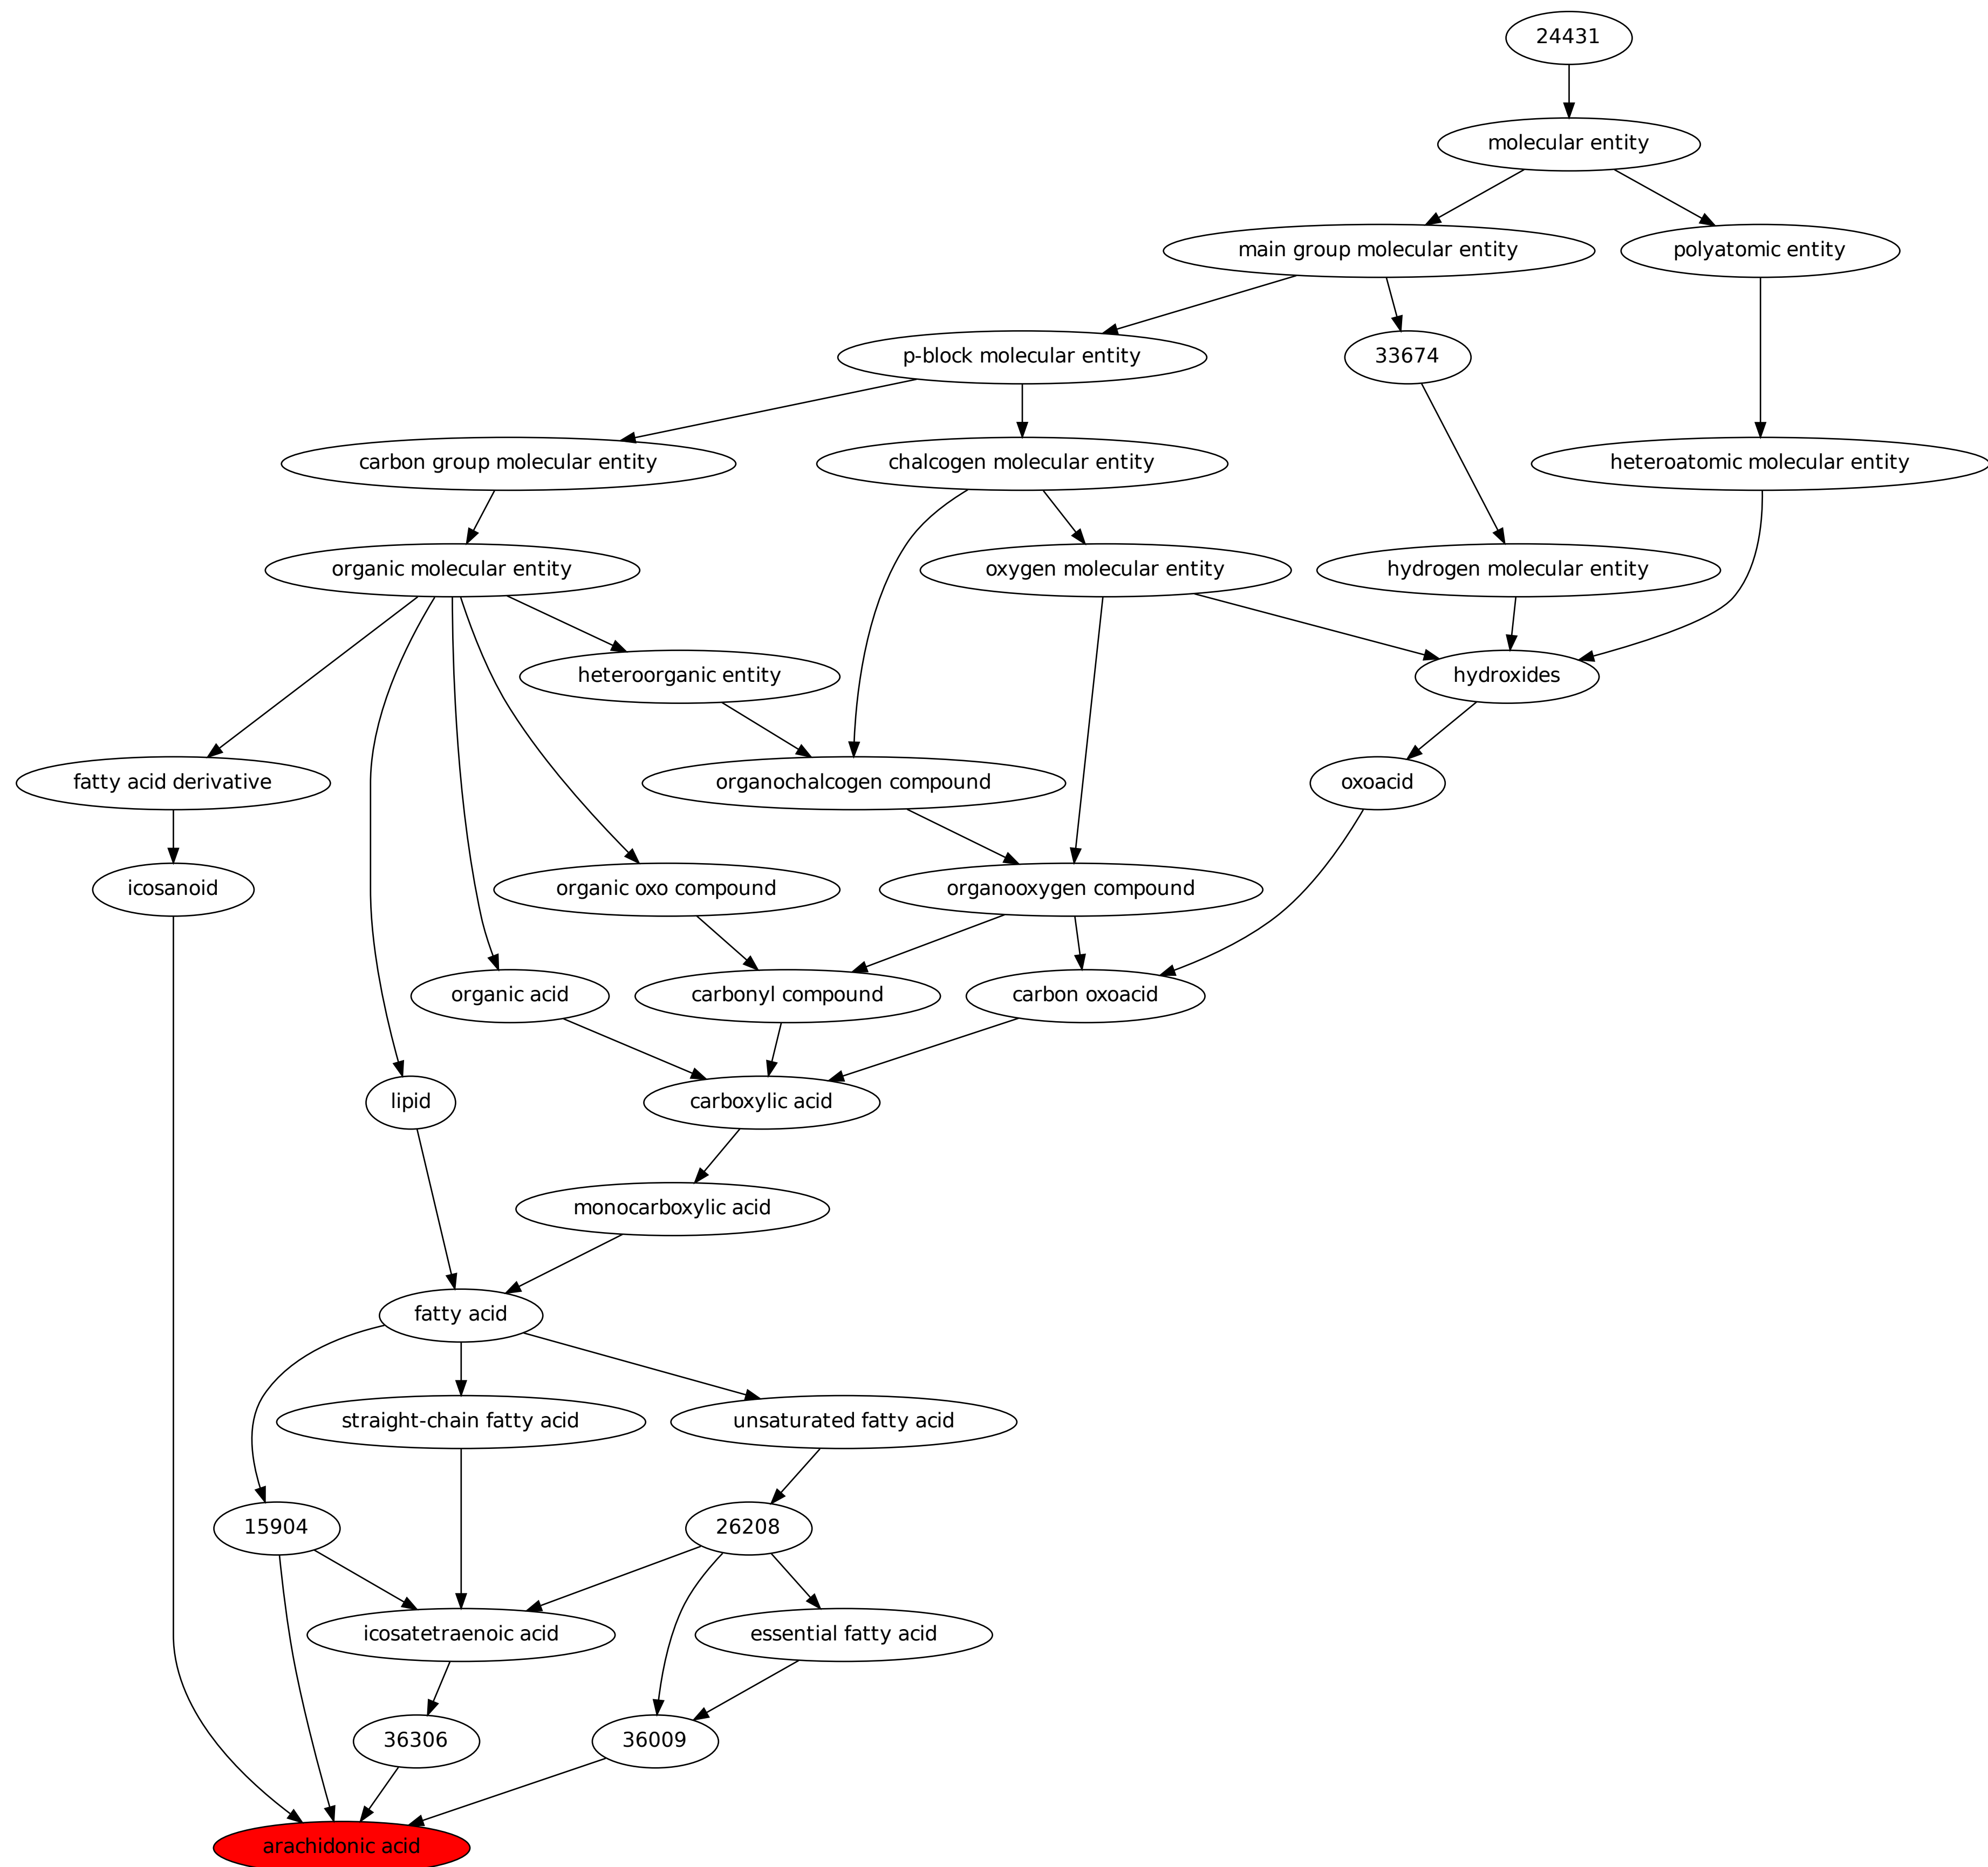 24431
molecular entity
main group molecular entity
polyatomic entity
p-block molecular entity
33674
carbon group molecular entity
chalcogen molecular entity
heteroatomic molecular entity
organic molecular entity
oxygen molecular entity
hydrogen molecular entity
heteroorganic entity
hydroxides
fatty acid derivative
organochalcogen compound
oxoacid
icosanoid
organic oxo compound
organooxygen compound
organic acid
carbonyl compound
carbon oxoacid
lipid
carboxylic acid
monocarboxylic acid
fatty acid
straight-chain fatty acid
unsaturated fatty acid
15904
26208
icosatetraenoic acid
essential fatty acid
36306
36009
arachidonic acid